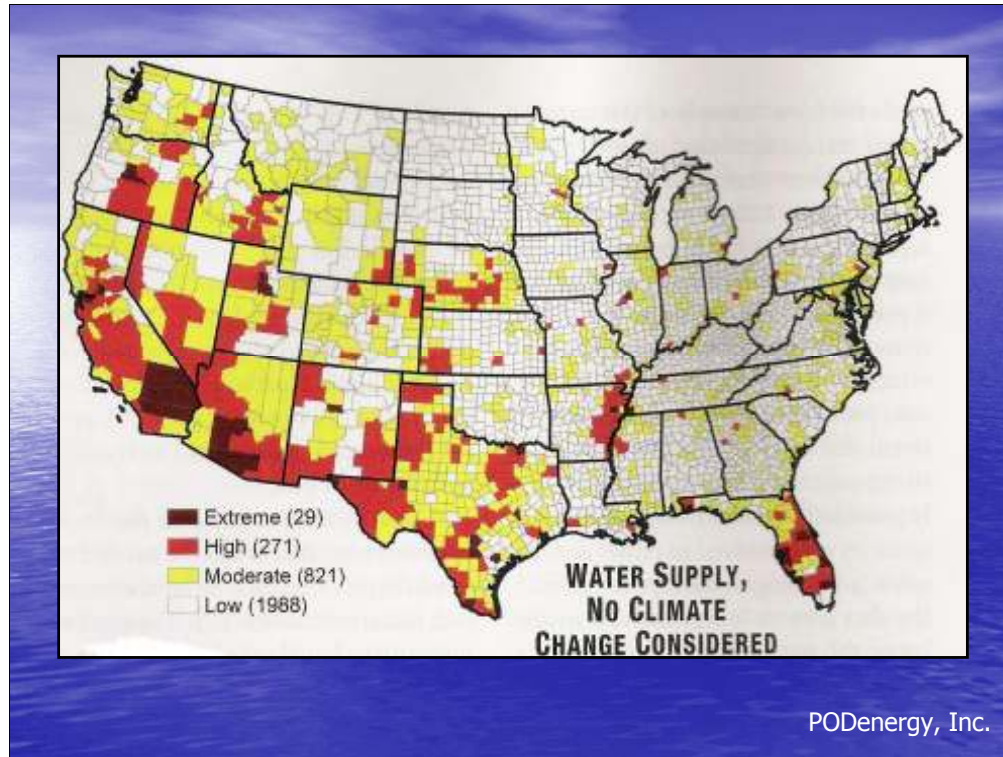 Extreme (29)
High (271)
Moderate (821)
Low (1988)
WATER SUPPLY,
NO CLIMATE
CHANGE CONSIDERED
PODenergy, Inc.